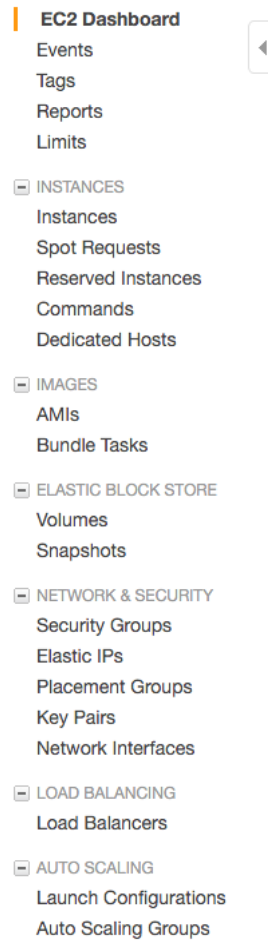 EC2 Dashboard
Events
Tags
Reports
Limits
INSTANCES
Instances
Spot Requests
Reserved Instances
Commands
Dedicated Hosts
IMAGES
AMIs
Bundle Tasks
ELASTIC BLOCK STORE
Volumes
Snapshots
NETWORK & SECURITY
Security Groups
Elastic IPs
Placement Groups
Key Pairs
Network Interfaces
LOAD BALANCING
Load Balancers
AUTO SCALING
Launch Configurations
Auto Scaling Groups